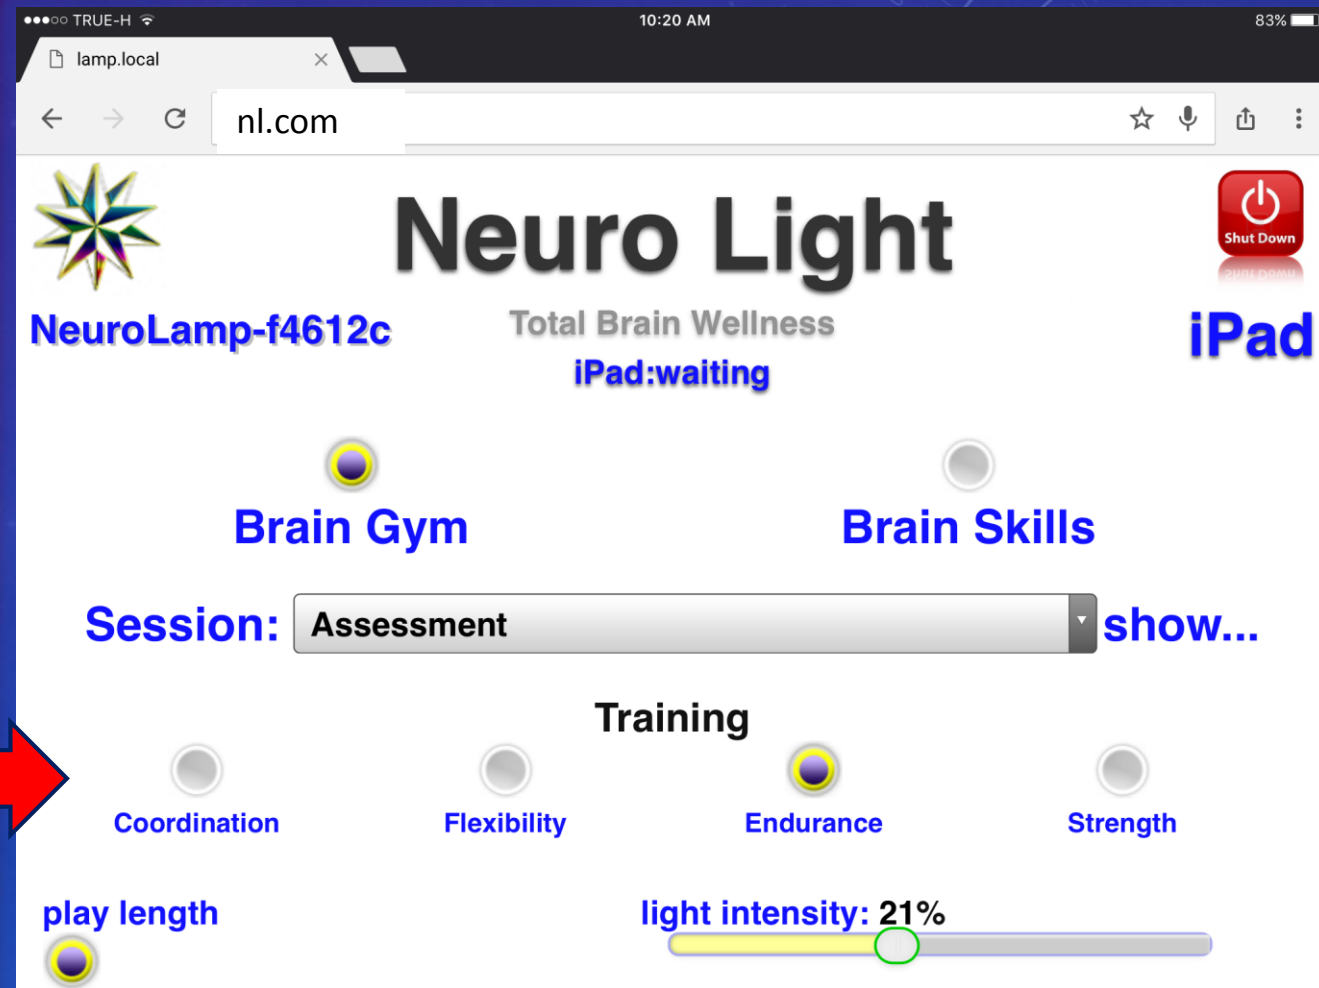 TRUE-H 10:20 AM 83%
lamp.local
nl.com
Neuro Light
Shut Down
NeuroLamp-f4612c
Total Brain Wellness
iPad
iPad:waiting
Brain Gym
Brain Skills
Session: Assessment show...
Training
Coordination
Flexibility
Endurance
Strength
play length
light intensity: 21%